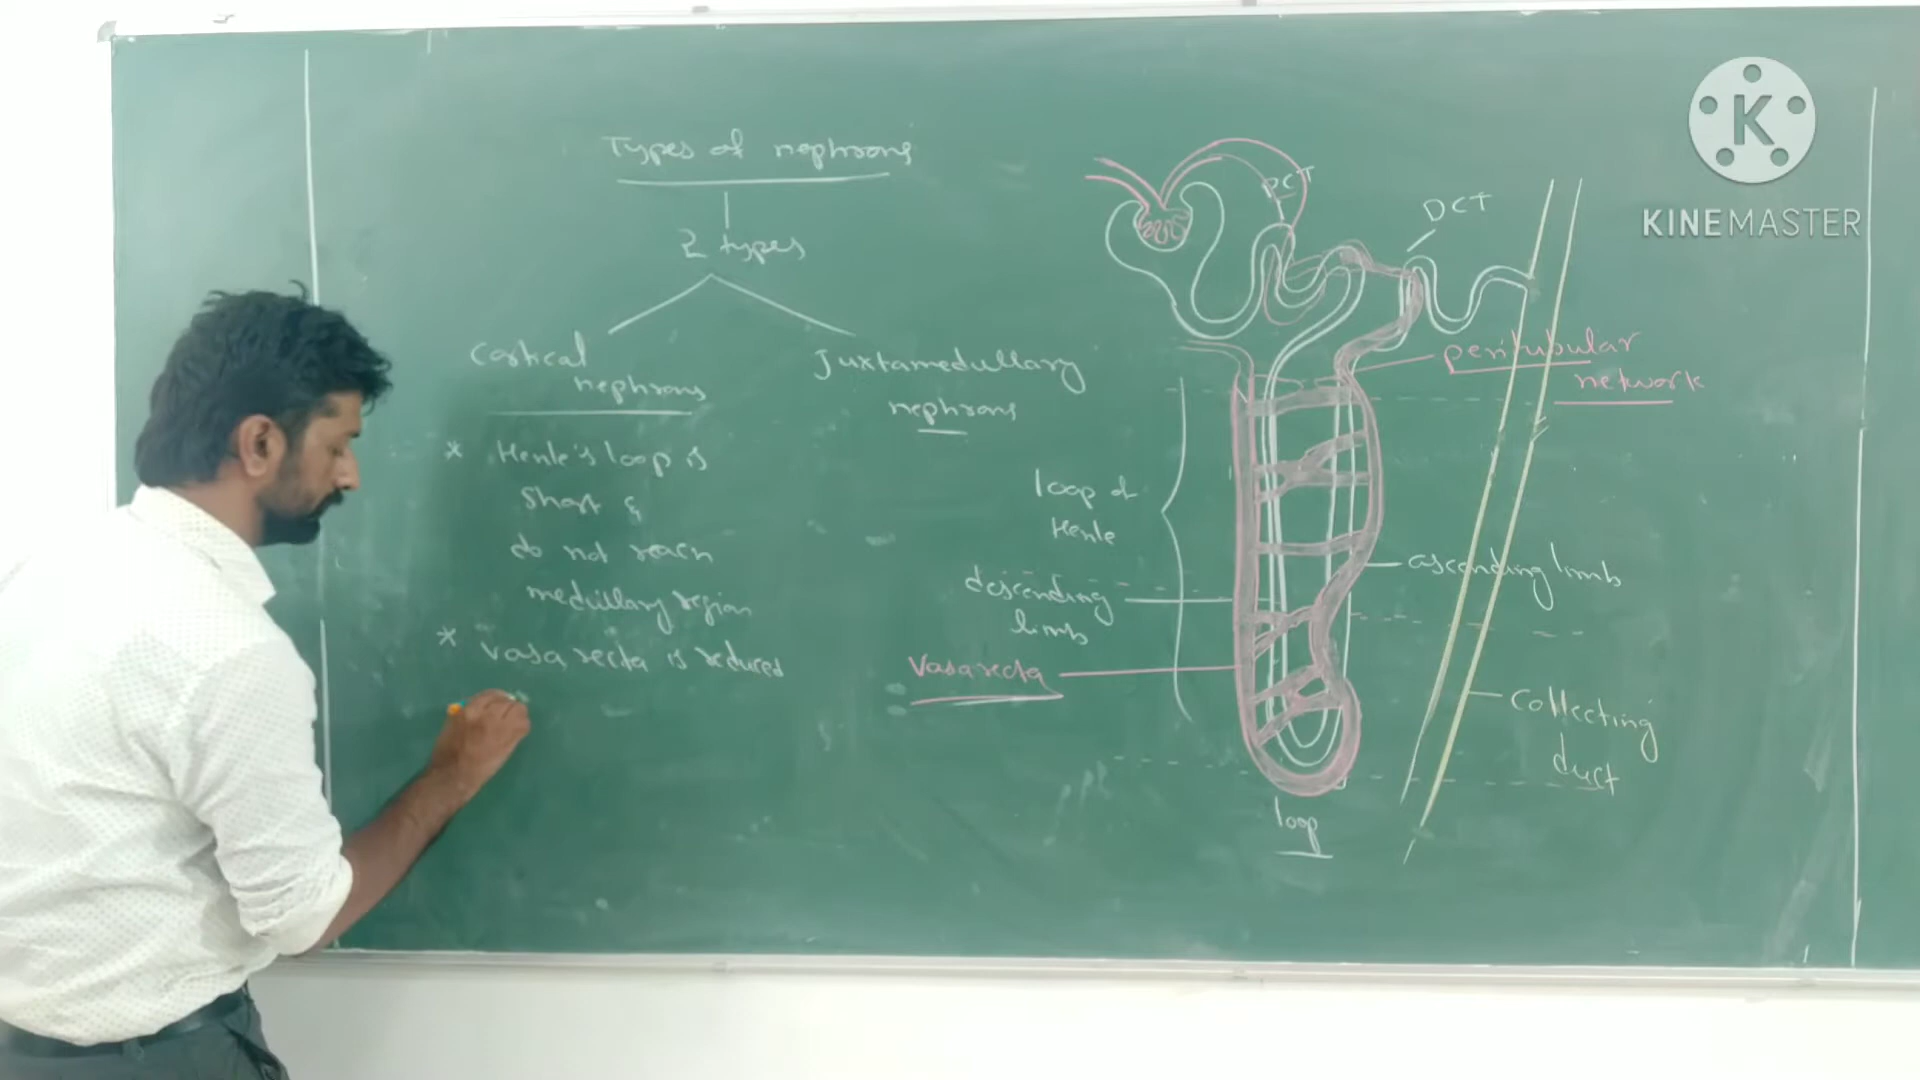 Types of nephrons
2 types
Cortical
nephrons
Juxtamedullary
nephrons
* Henle's loop is
short &
do not reach
medullary region
* Vasa recta is reduced
PCT
DCT
peritubular
network
loop of
Henle
ascending limb
descending
limb
Vasa recta
collecting
duct
loop
K
KINEMASTER